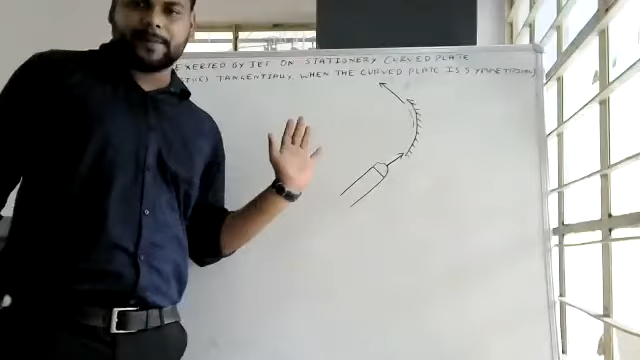 EXERTED BY JET ON STATIONERY CURVED PLATE
TANGENTIALLY, WHEN THE CURVED PLATE IS SYMMETRICAL)